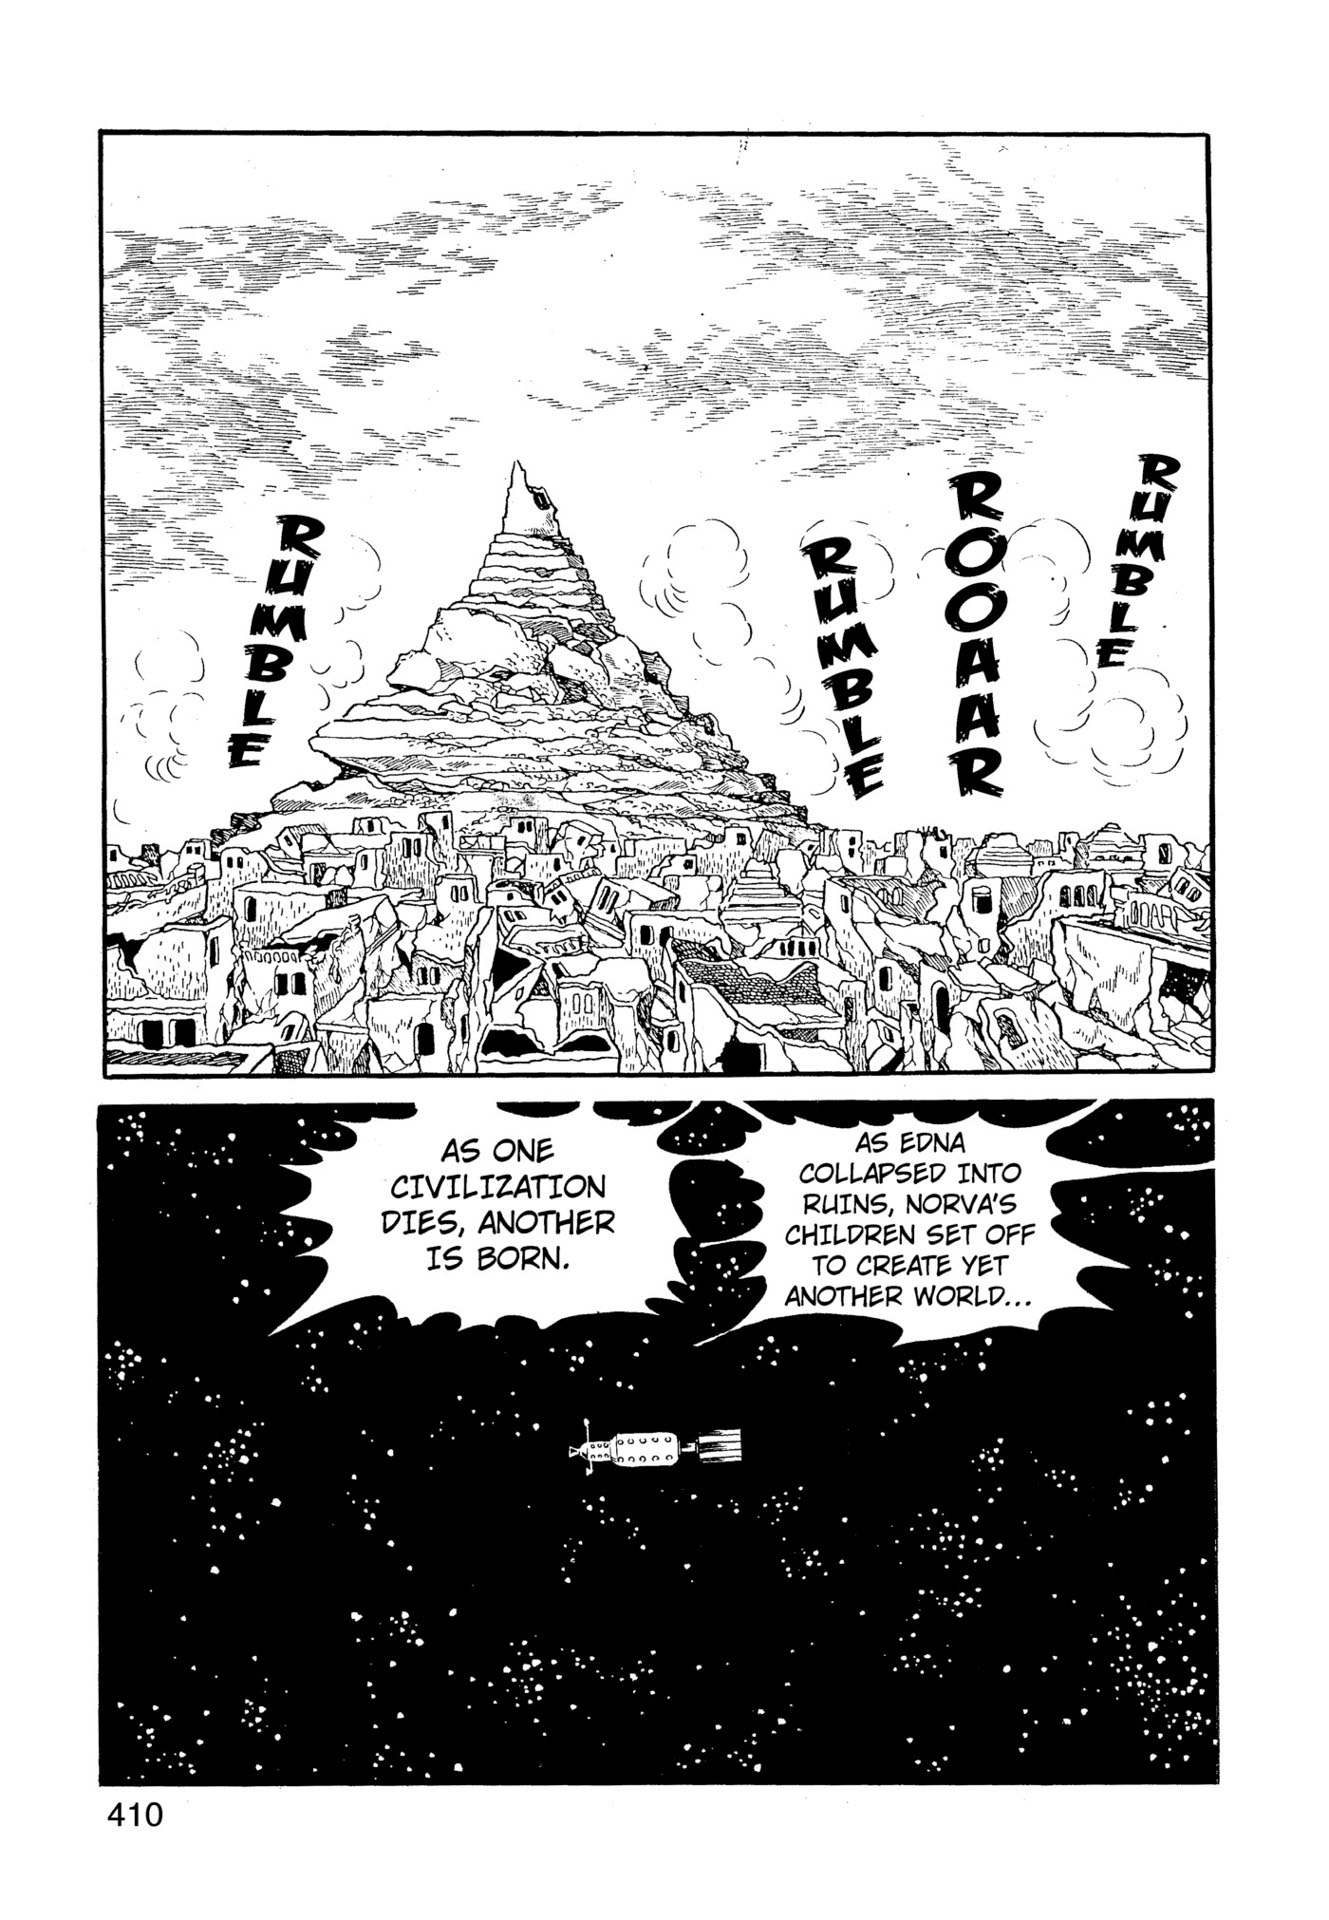 RUMBLE
ROOAAR
RUMBLE
RUMBLE
AS EDNA
COLLAPSED INTO
RUINS, NORVA'S
CHILDREN SET OFF
TO CREATE YET
ANOTHER WORLD...
AS ONE
CIVILIZATION
DIES, ANOTHER
IS BORN.
410